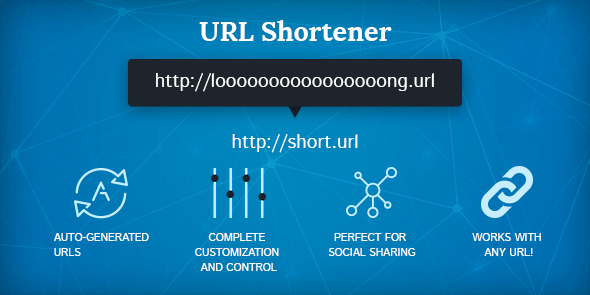 URL Shortener
http://loooooooooooooooong.url
http://short.url
AUTO-GENERATED
URLS
COMPLETE
CUSTOMIZATION
AND CONTROL
PERFECT FOR
SOCIAL SHARING
WORKS WITH
ANY URL!